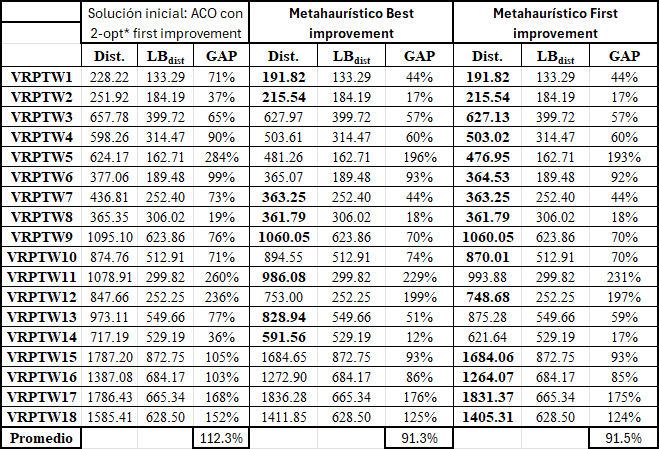 Solución inicial: ACO con 2-opt* first improvement Metahaurístico Best improvement Metahaurístico First improvement
Dist. LBdist GAP Dist. LBdist GAP Dist. LBdist GAP
VRPTW1 228.22 133.29 71% 191.82 133.29 44% 191.82 133.29 44%
VRPTW2 251.92 184.19 37% 215.54 184.19 17% 215.54 184.19 17%
VRPTW3 657.78 399.72 65% 627.97 399.72 57% 627.13 399.72 57%
VRPTW4 598.26 314.47 90% 503.61 314.47 60% 503.02 314.47 60%
VRPTW5 624.17 162.71 284% 481.26 162.71 196% 476.95 162.71 193%
VRPTW6 377.06 189.48 99% 365.07 189.48 93% 364.53 189.48 92%
VRPTW7 436.81 252.40 73% 363.25 252.40 44% 363.25 252.40 44%
VRPTW8 365.35 306.02 19% 361.79 306.02 18% 361.79 306.02 18%
VRPTW9 1095.10 623.86 76% 1060.05 623.86 70% 1060.05 623.86 70%
VRPTW10 874.76 512.91 71% 894.55 512.91 74% 870.01 512.91 70%
VRPTW11 1078.91 299.82 260% 986.08 299.82 229% 993.88 299.82 231%
VRPTW12 847.66 252.25 236% 753.00 252.25 199% 748.68 252.25 197%
VRPTW13 973.11 549.66 77% 828.94 549.66 51% 875.28 549.66 59%
VRPTW14 717.19 529.19 36% 591.56 529.19 12% 621.64 529.19 17%
VRPTW15 1787.20 872.75 105% 1684.65 872.75 93% 1684.06 872.75 93%
VRPTW16 1387.08 684.17 103% 1272.90 684.17 86% 1264.07 684.17 85%
VRPTW17 1786.43 665.34 168% 1836.28 665.34 176% 1831.37 665.34 175%
VRPTW18 1585.41 628.50 152% 1411.85 628.50 125% 1405.31 628.50 124%
Promedio 112.3% 91.3% 91.5%